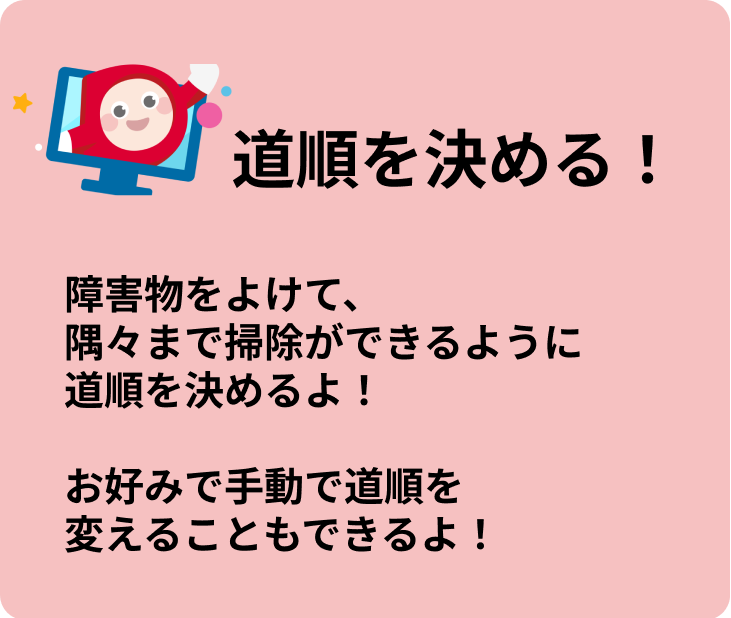 道順を決める！
障害物をよけて、
隅々まで掃除ができるように
道順を決めるよ！
お好みで手動で道順を
変えることもできるよ！